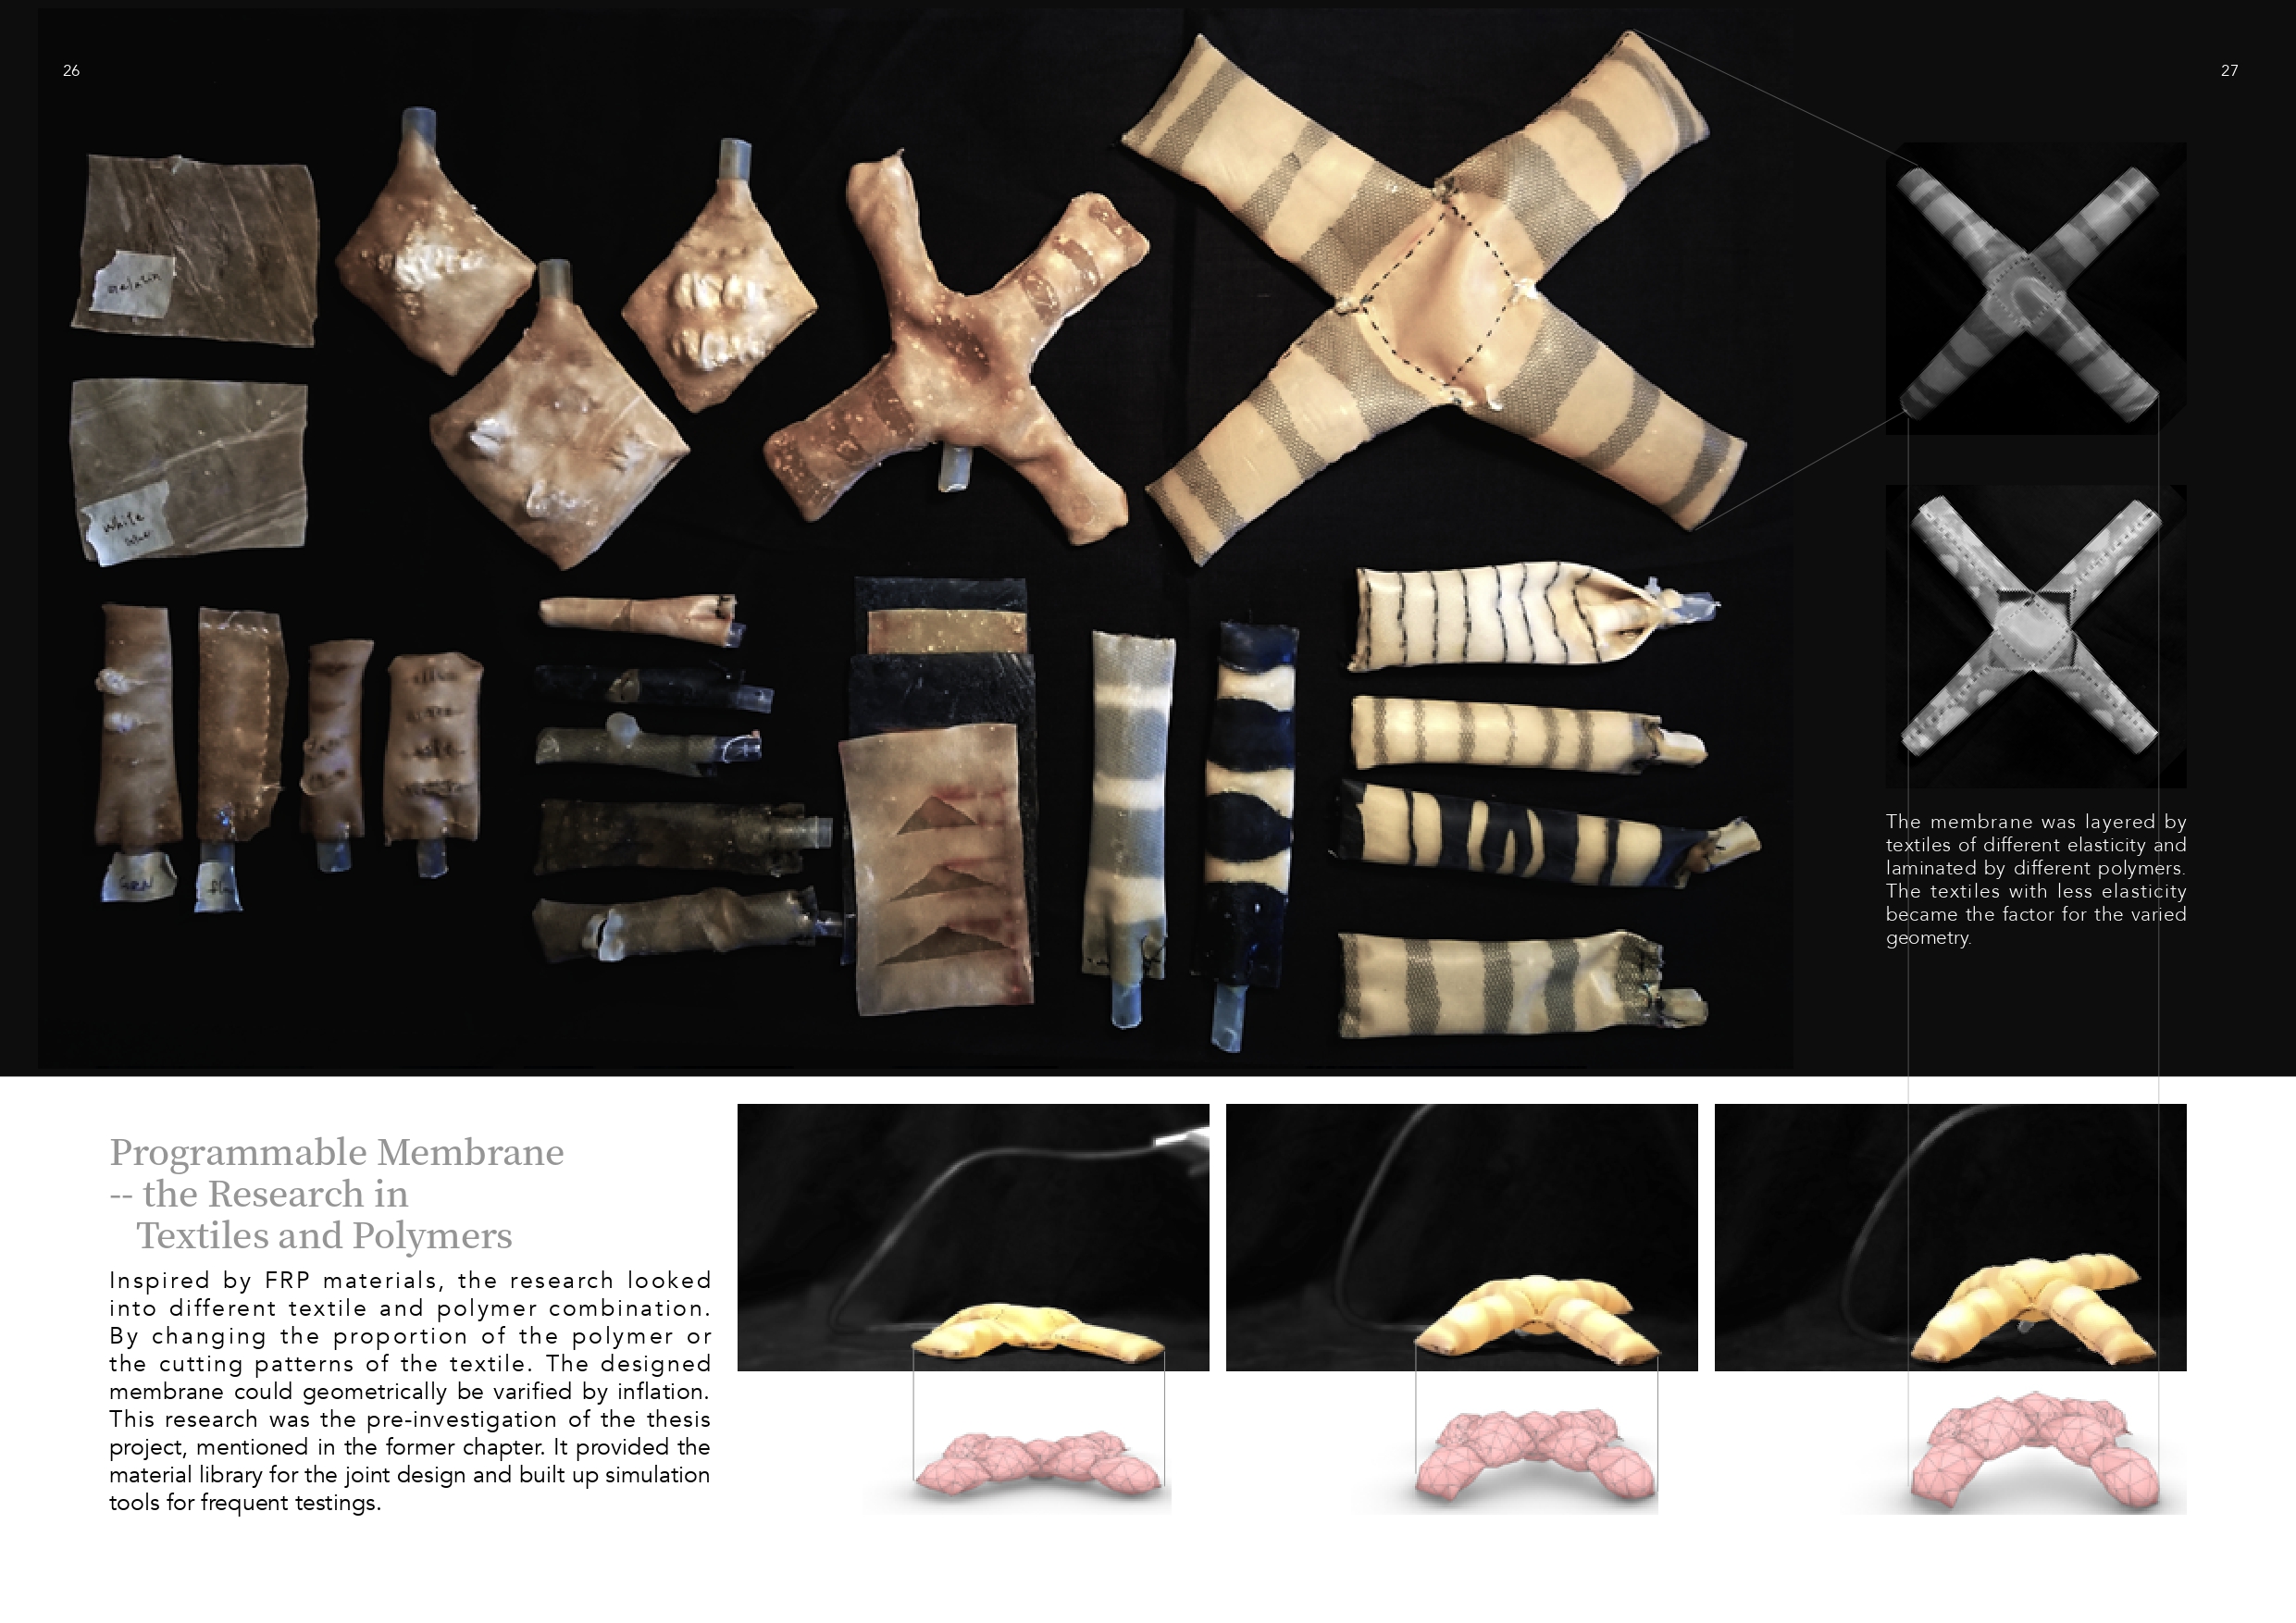 26
27
gelatin
white
The membrane was layered by
textiles of different elasticity and
laminated by different polymers.
The textiles with less elasticity
became the factor for the varied
geometry.
Programmable Membrane
-- the Research in
Textiles and Polymers
Inspired by FRP materials, the research looked
into different textile and polymer combination.
By changing the proportion of the polymer or
the cutting patterns of the textile. The designed
membrane could geometrically be varified by inflation.
This research was the pre-investigation of the thesis
project, mentioned in the former chapter. It provided the
material library for the joint design and built up simulation
tools for frequent testings.